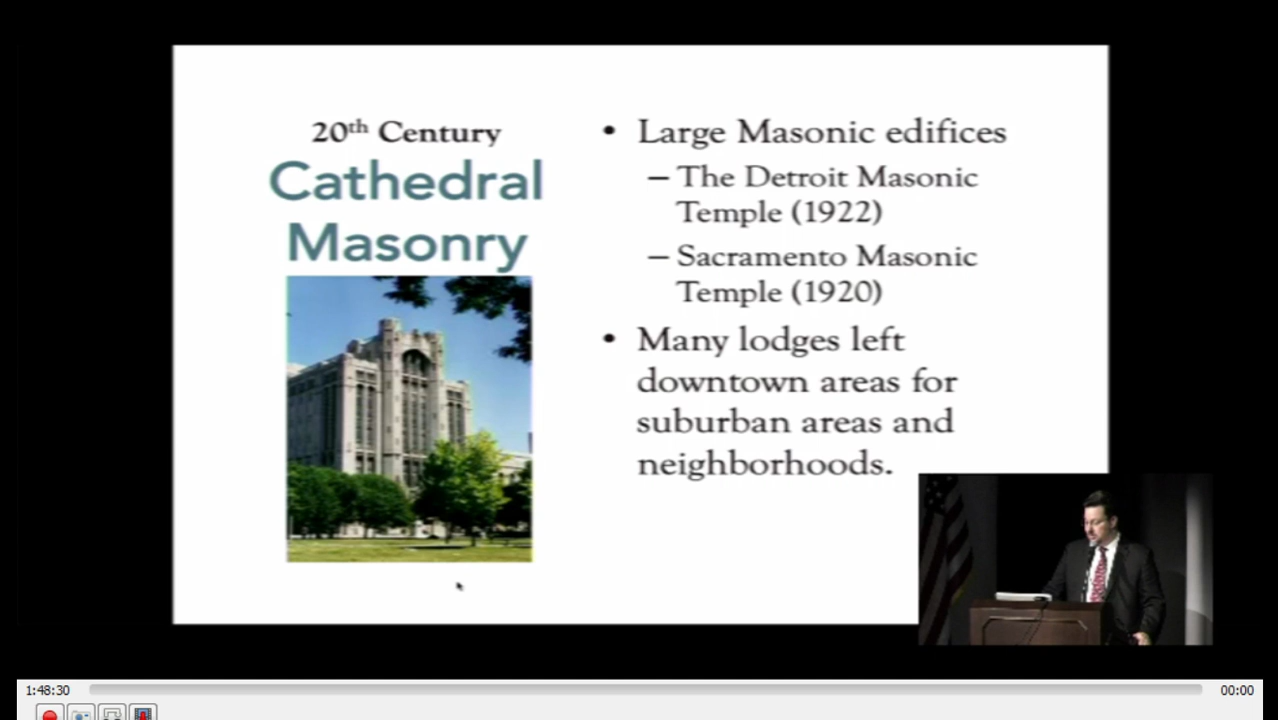 20th Century
Cathedral
Masonry
• Large Masonic edifices
– The Detroit Masonic
Temple (1922)
– Sacramento Masonic
Temple (1920)
• Many lodges left
downtown areas for
suburban areas and
neighborhoods.
1:48:30
00:00